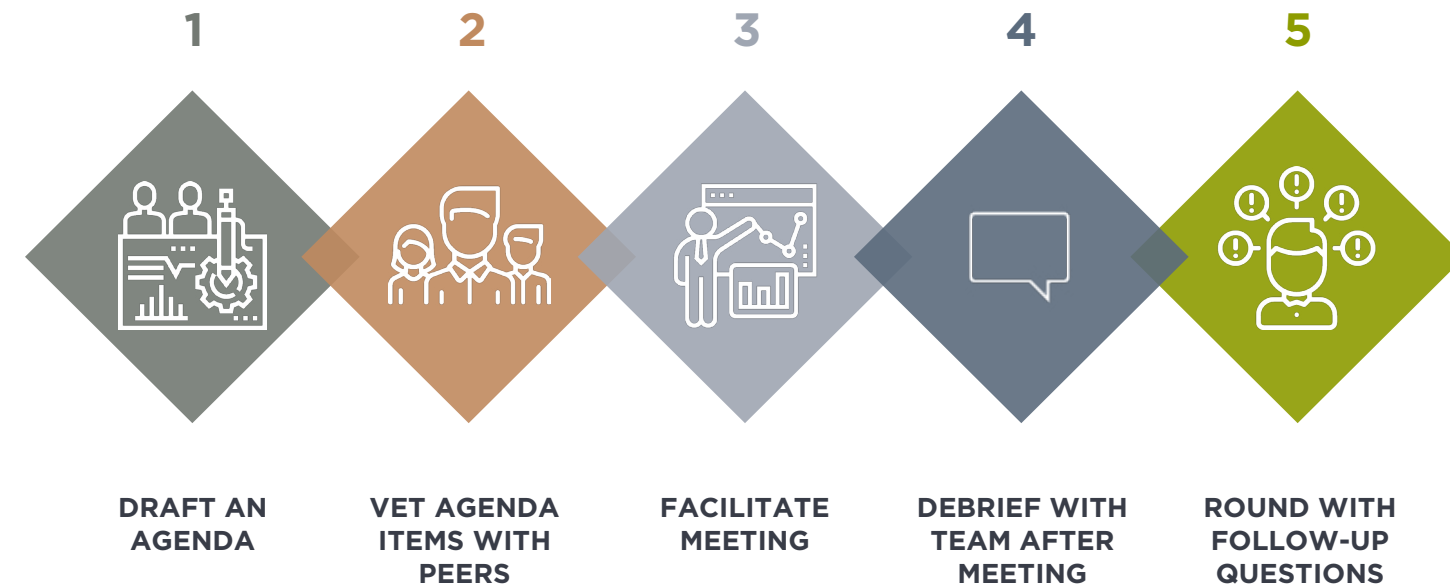 1
2
3
4
5
DRAFT AN
AGENDA
VET AGENDA
ITEMS WITH
PEERS
FACILITATE
MEETING
DEBRIEF WITH
TEAM AFTER
MEETING
ROUND WITH
FOLLOW-UP
QUESTIONS